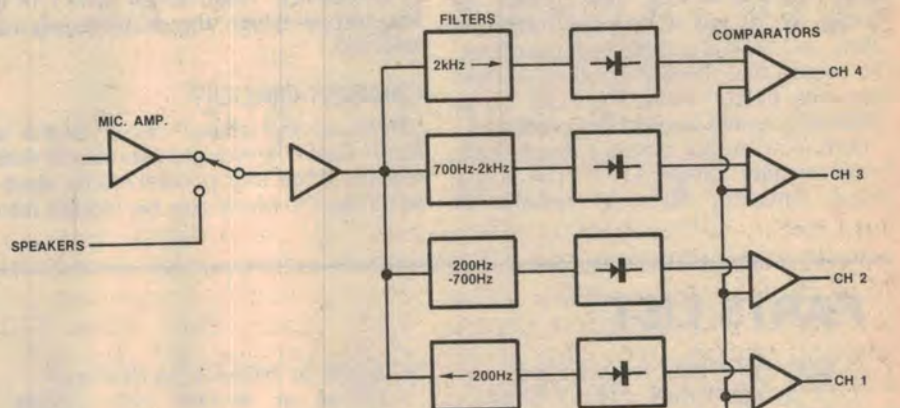 FILTERS
COMPARATORS
2kHz
CH 4
MIC. AMP.
700Hz-2kHz
CH 3
SPEAKERS
200Hz
-700Hz
CH 2
200Hz
CH 1